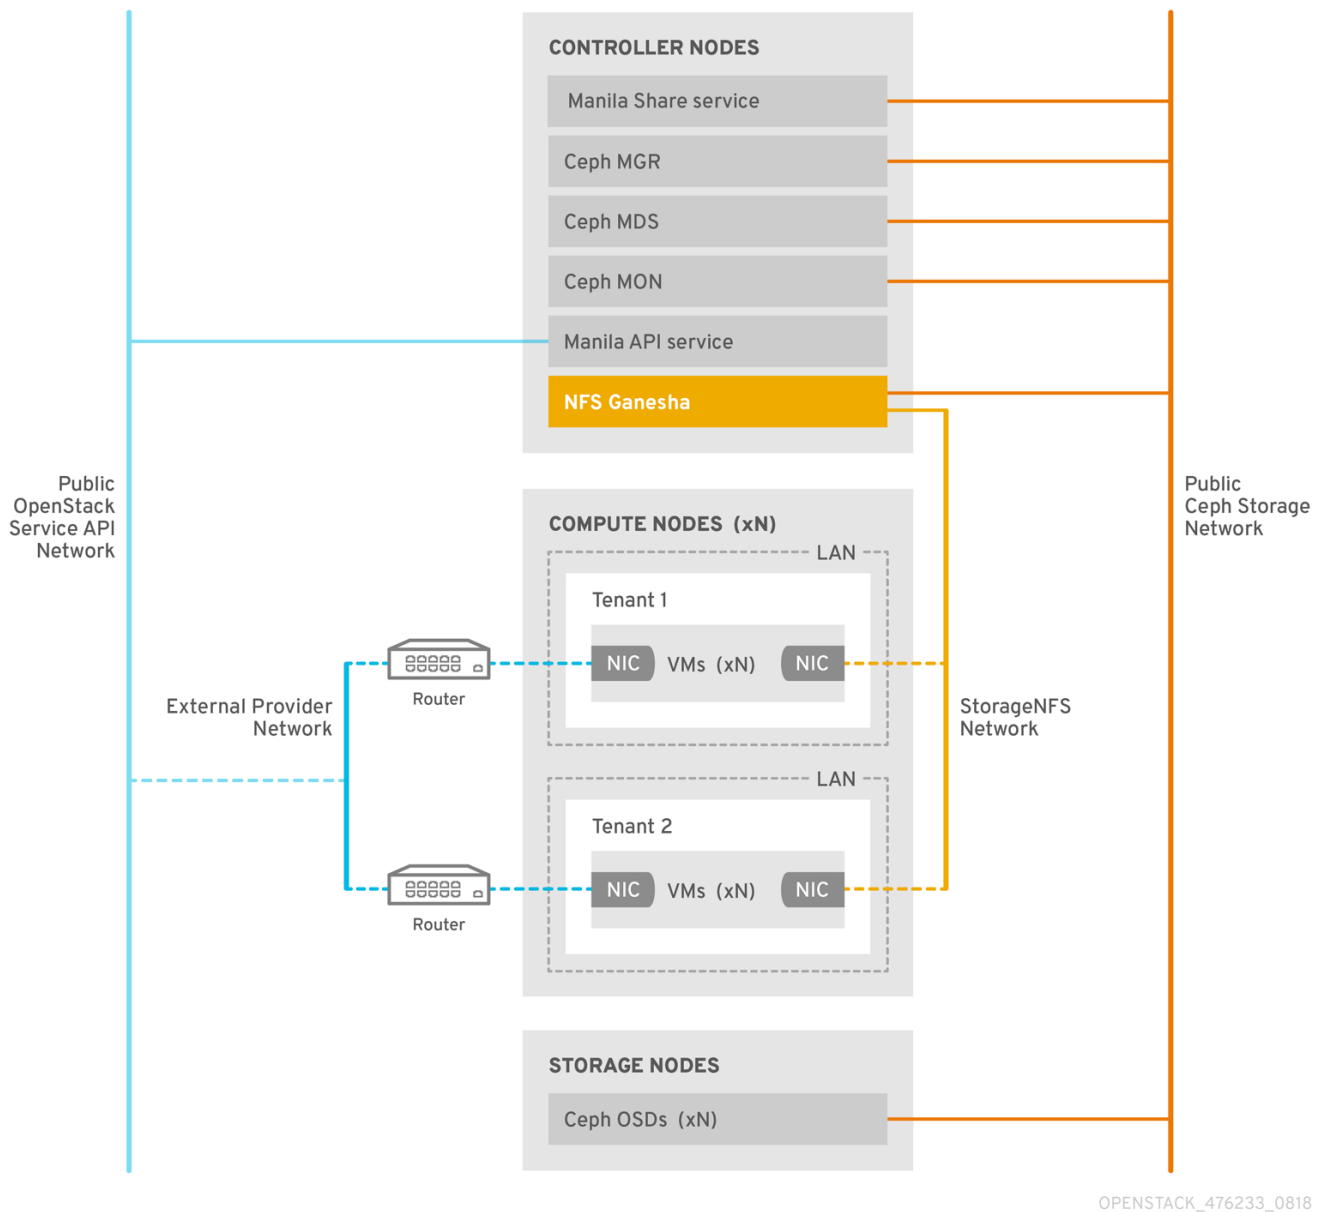 CONTROLLER NODES
Manila Share service
Ceph MGR
Ceph MDS
Ceph MON
Manila API service
NFS Ganesha
Public
OpenStack
Service API
Network
Public
Ceph Storage
Network
COMPUTE NODES (xN)
LAN
Tenant 1
NIC VMs (xN) NIC
Router
External Provider
Network
StorageNFS
Network
LAN
Tenant 2
NIC VMs (xN) NIC
Router
STORAGE NODES
Ceph OSDs (xN)
OPENSTACK_476233_0818